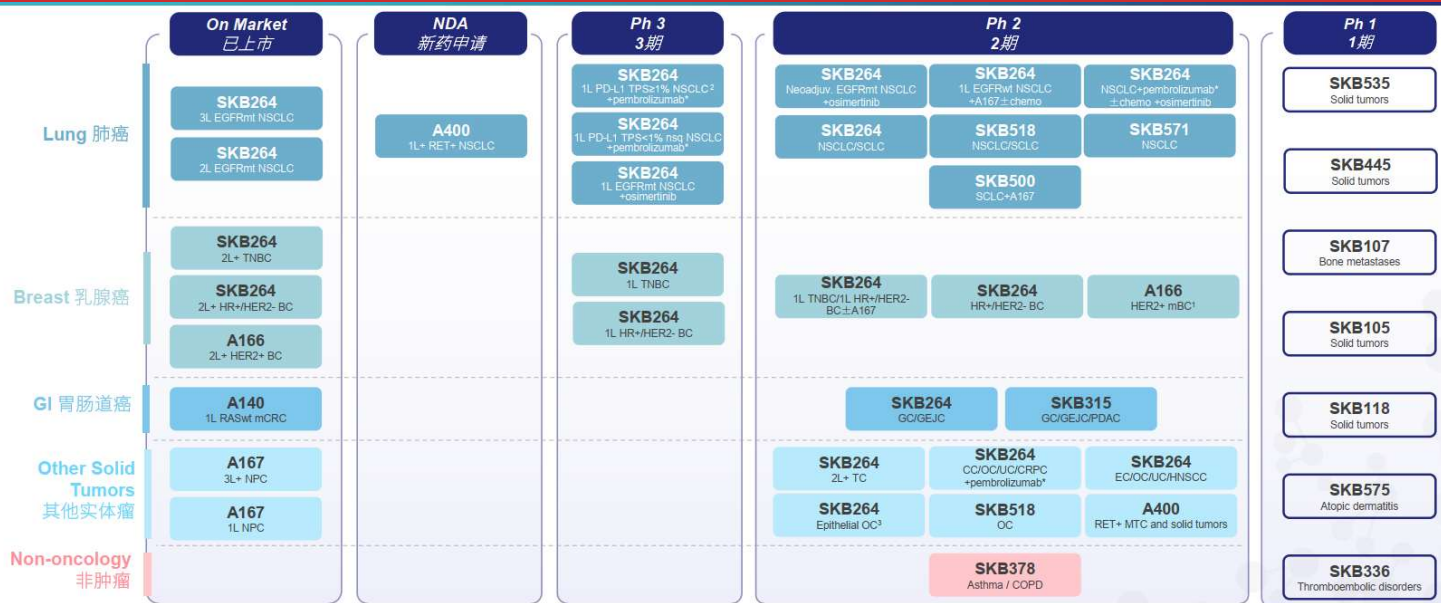 On Market
已上市
NDA
新药申请
Ph 3
3期
Ph 2
2期
Ph 1
1期
Lung 肺癌
SKB264
3L EGFRmt NSCLC
SKB264
2L EGFRmt NSCLC
A400
1L+ RET+ NSCLC
SKB264
1L PD-L1 TPS≥1% NSCLC²
+pembrolizumab*
SKB264
1L PD-L1 TPS<1% nsq NSCLC
+pembrolizumab*
SKB264
1L EGFRmt NSCLC
+osimertinib
SKB264
Neoadjuv. EGFRmt NSCLC
+osimertinib
SKB264
1L EGFRwt NSCLC
+A167±chemo
SKB264
NSCLC+pembrolizumab*
±chemo +osimertinib
SKB264
NSCLC/SCLC
SKB518
NSCLC/SCLC
SKB571
NSCLC
SKB500
SCLC+A167
Breast 乳腺癌
SKB264
2L+ TNBC
SKB264
2L+ HR+/HER2- BC
A166
2L+ HER2+ BC
SKB264
1L TNBC
SKB264
1L HR+/HER2- BC
SKB264
1L TNBC/1L HR+/HER2-
BC±A167
SKB264
HR+/HER2- BC
A166
HER2+ mBC¹
GI 胃肠道癌
A140
1L RASwt mCRC
SKB264
GC/GEJC
SKB315
GC/GEJC/PDAC
Other Solid
Tumors
其他实体瘤
A167
3L+ NPC
A167
1L NPC
SKB264
2L+ TC
SKB264
CC/OC/UC/CRPC
+pembrolizumab*
SKB264
EC/OC/UC/HNSCC
SKB264
Epithelial OC³
SKB518
OC
A400
RET+ MTC and solid tumors
Non-oncology
非肿瘤
SKB378
Asthma / COPD
SKB535
Solid tumors
SKB445
Solid tumors
SKB107
Bone metastases
SKB105
Solid tumors
SKB118
Solid tumors
SKB575
Atopic dermatitis
SKB336
Thromboembolic disorders